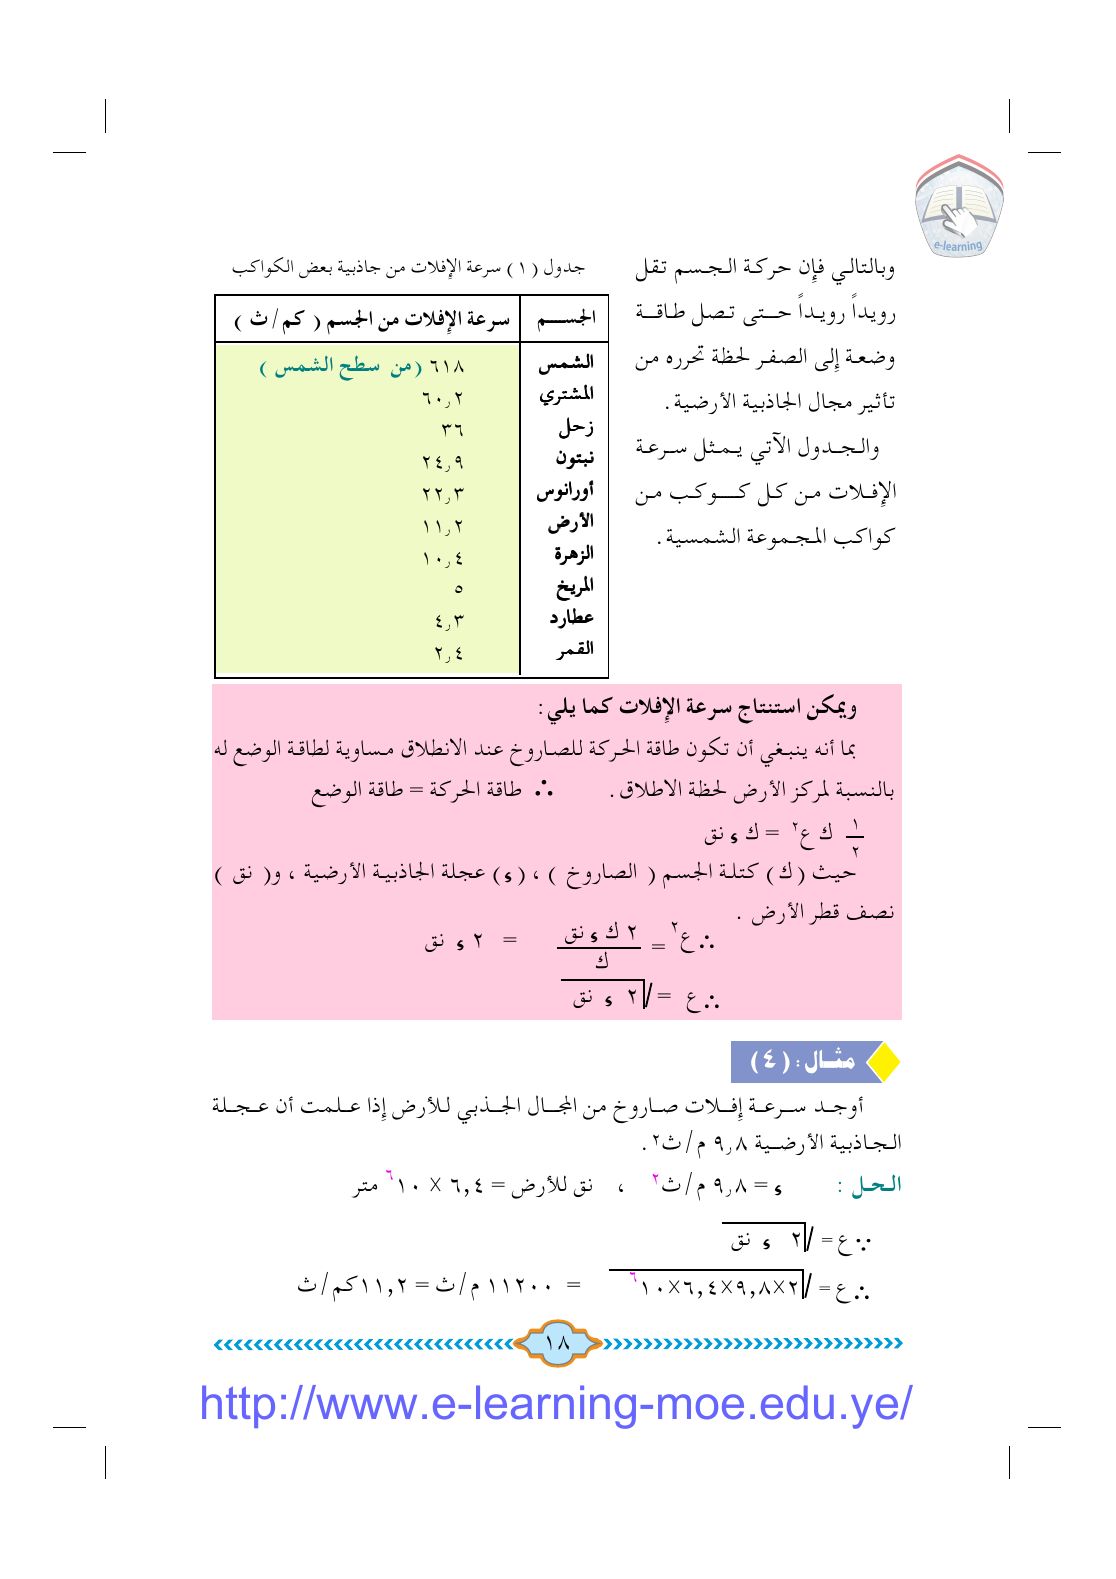 e-learning
وبالتالي فإن حركة الجسم تقل
رويداً رويداً حتى تصل طاقة
وضعة إلى الصفر لحظة تحرره من
تأثير مجال الجاذبية الأرضية .
والجدول الآتي يمثل سرعة
الإفلات من كل كوكب من
كواكب المجموعة الشمسية .
جدول ( ١ ) سرعة الإفلات من جاذبية بعض الكواكب
الجسم سرعة الإفلات من الجسم ( كم / ث )
الشمس ٦١٨ ( من سطح الشمس )
المشتري ٦٠٫٢
زحل ٣٦
نبتون ٢٤٫٩
أورانوس ٢٢٫٣
الأرض ١١٫٢
الزهرة ١٠٫٤
المريخ ٥
عطارد ٤٫٣
القمر ٢٫٤
ويمكن استنتاج سرعة الإفلات كما يلي :
بما أنه ينبغي أن تكون طاقة الحركة للصاروخ عند الانطلاق مساوية لطاقة الوضع له
بالنسبة لمركز الأرض لحظة الاطلاق . ∴ طاقة الحركة = طاقة الوضع
١/٢ ك ع٢ = ك ء نق
حيث ( ك ) كتلة الجسم ( الصاروخ ) ، ( ء ) عجلة الجاذبية الأرضية ، و( نق )
نصف قطر الأرض .
∴ ع٢ = ٢ ك ء نق / ك = ٢ ء نق
∴ ع = √ ٢ ء نق
مثال : ( ٤ )
أوجد سرعة إفلات صاروخ من المجال الجذبي للأرض إذا علمت أن عجلة
الجاذبية الأرضية ٩٫٨ م / ث٢ .
الحل : ء = ٩٫٨ م / ث٢ ، نق للأرض = ٦,٤ × ١٠٦ متر
∵ ع = √ ٢ ء نق
∴ ع = √ ٢×٩,٨×٦,٤×١٠٦ = ١١٢٠٠ م / ث = ١١,٢ كم / ث
١٨
http://www.e-learning-moe.edu.ye/